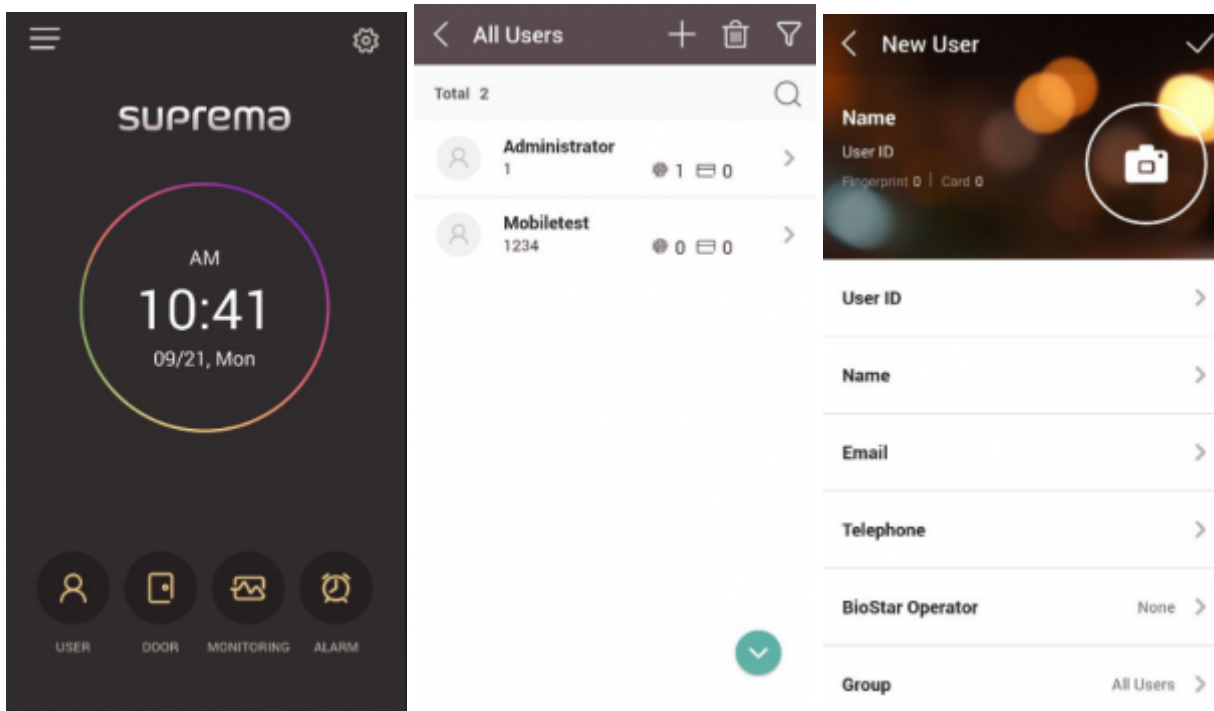 suprema
AM
10:41
09/21, Mon
USER DOOR MONITORING ALARM
All Users
Total 2
Administrator
1
1 0
Mobiletest
1234
0 0
New User
Name
User ID
Fingerprint 0 | Card 0
User ID
Name
Email
Telephone
BioStar Operator None
Group All Users